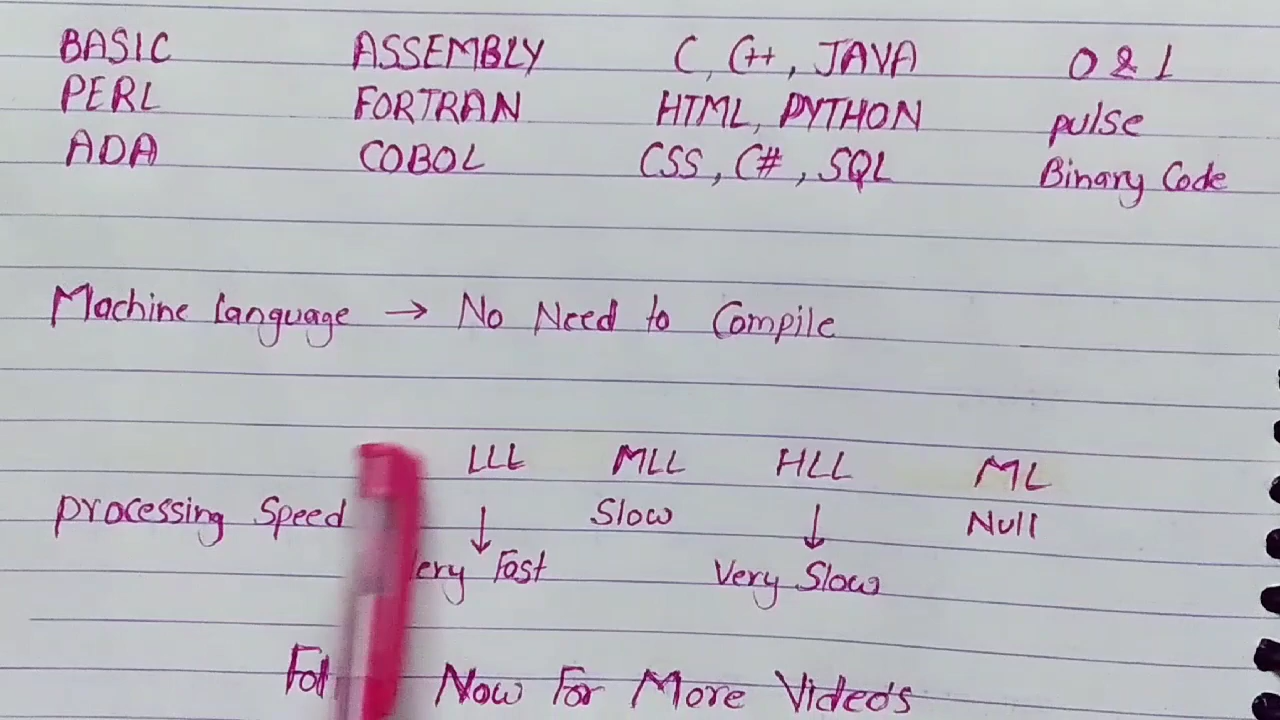 BASIC ASSEMBLY C, C++, JAVA 0 & 1
PERL FORTRAN HTML, PYTHON pulse
ADA COBOL CSS, C#, SQL Binary Code
Machine Language → No Need to Compile
LLL MLL HLL ML
processing Speed ↓ Slow ↓ Null
ery Fast Very Slow
Now For More Videos